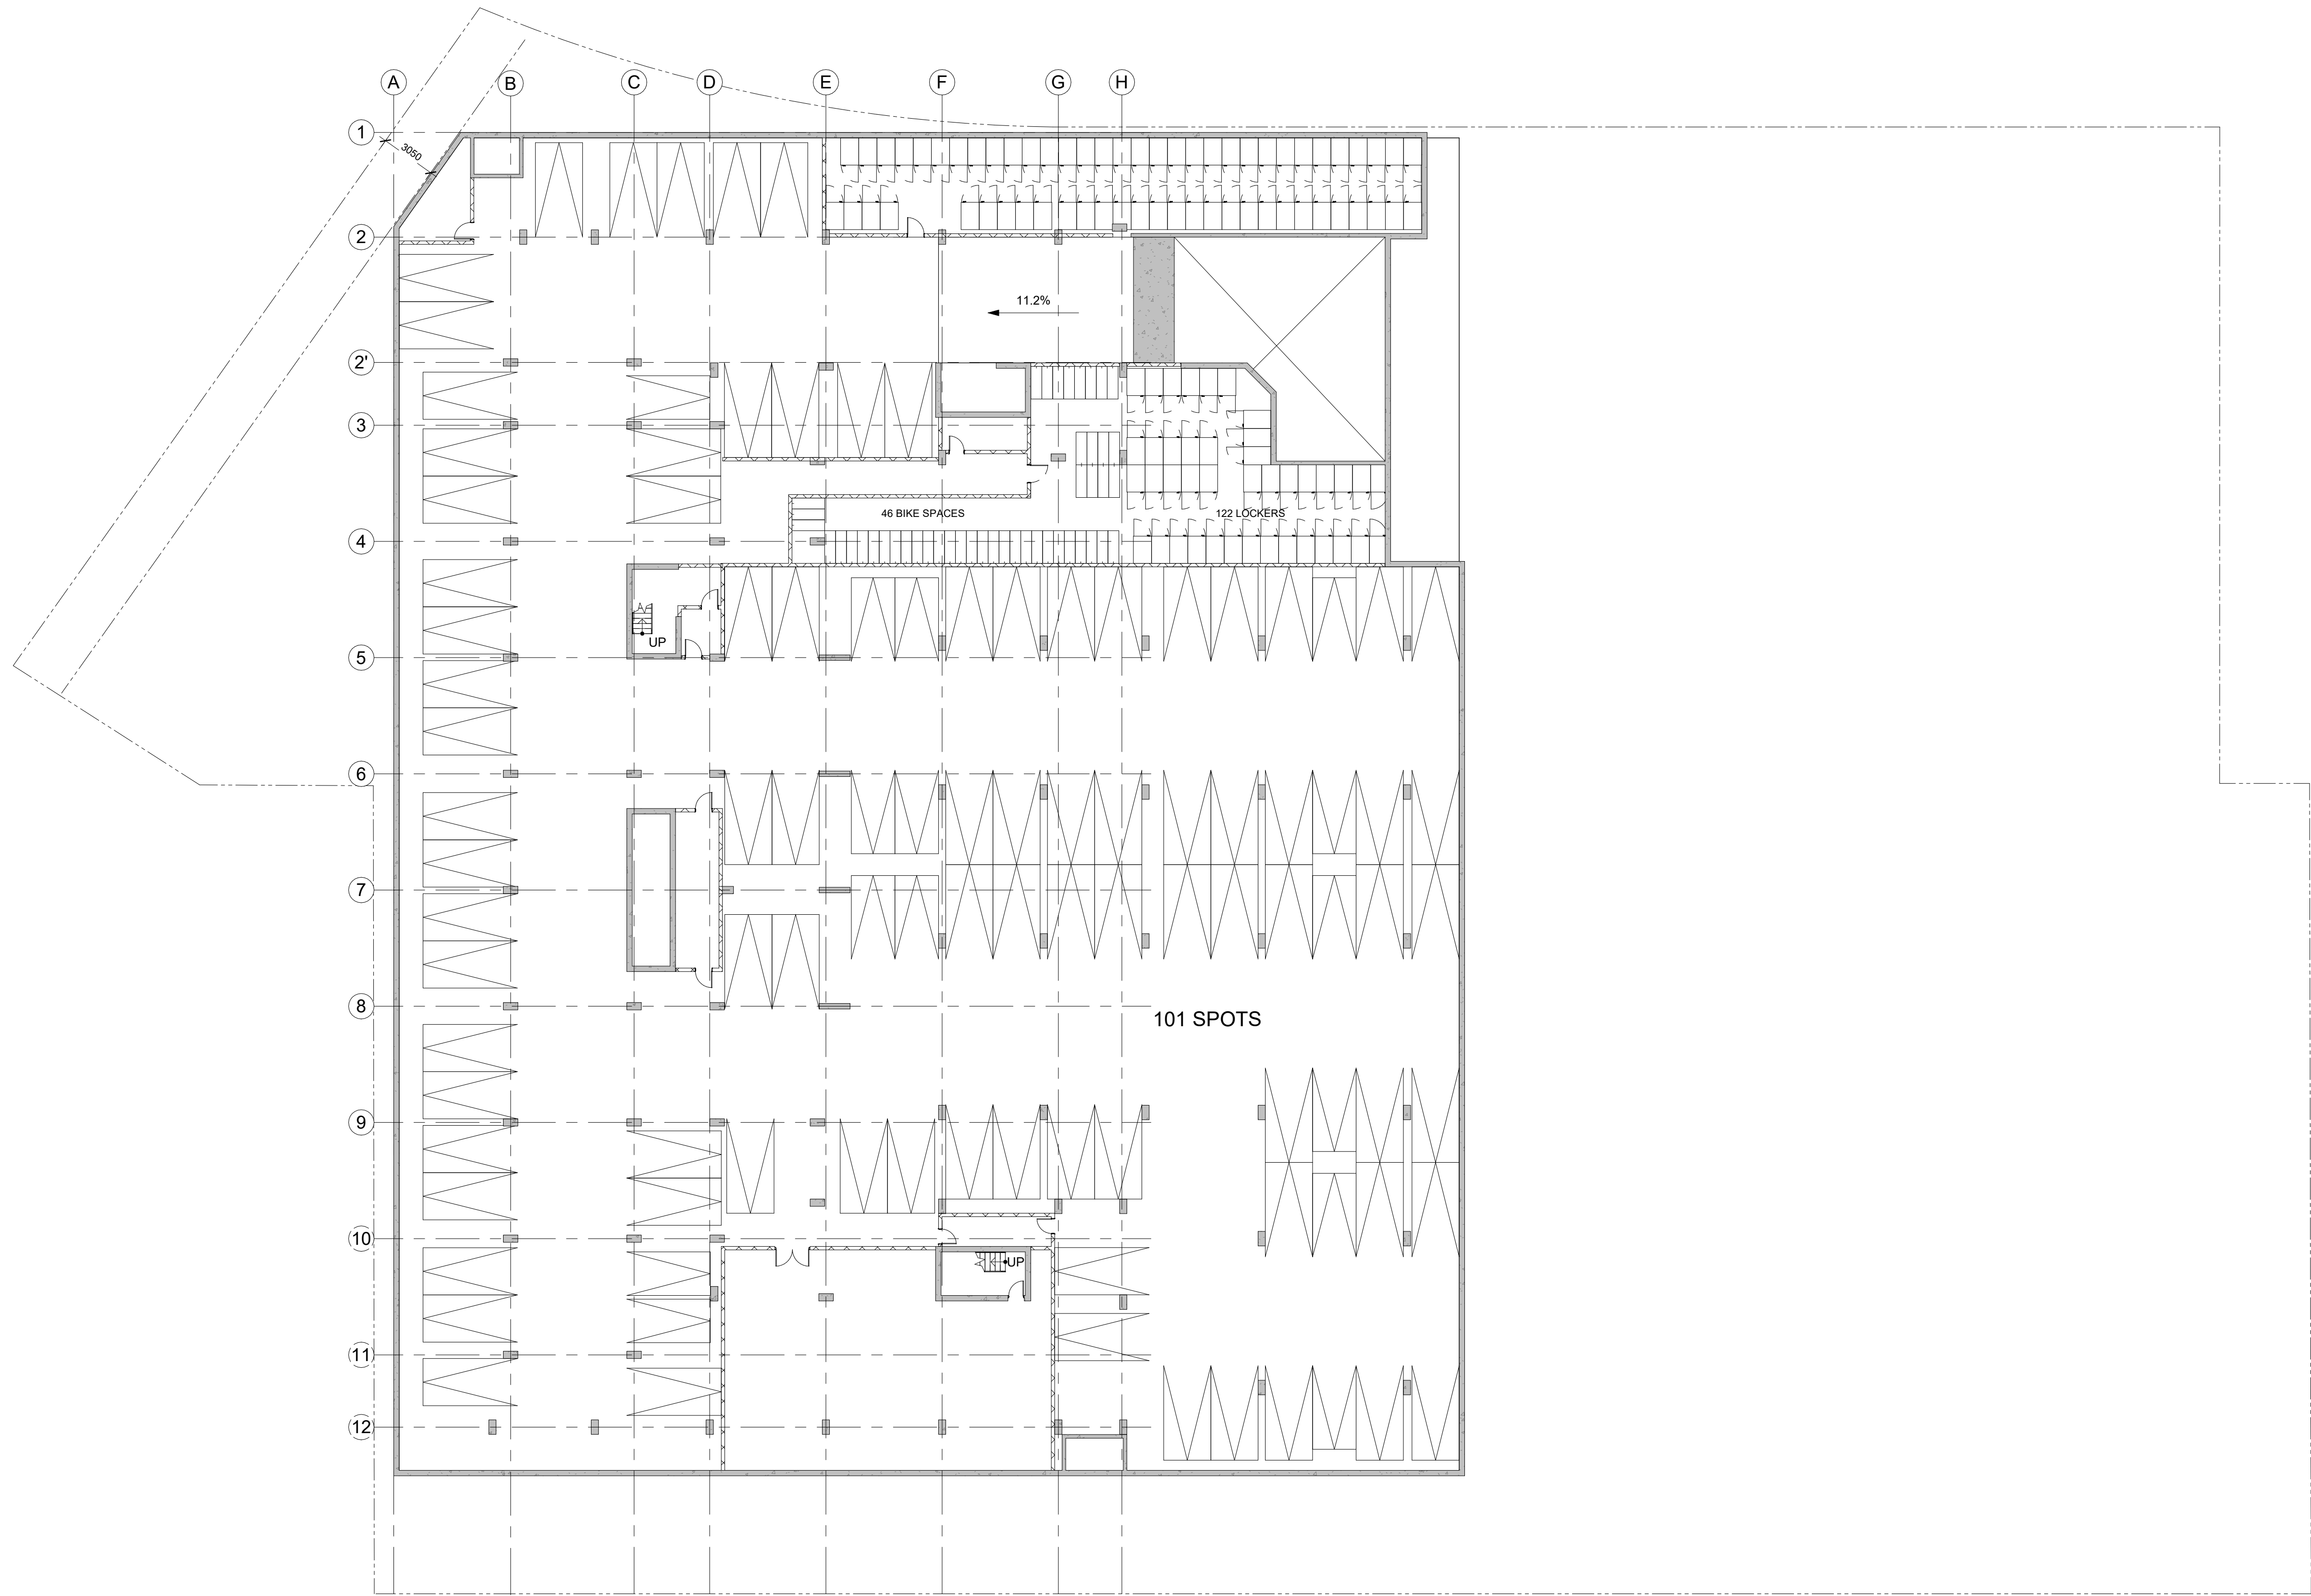 A B C D E F G H
1
3050
2
11.2%
2'
3
46 BIKE SPACES
122 LOCKERS
4
UP
5
6
7
8
101 SPOTS
9
10
UP
11
12